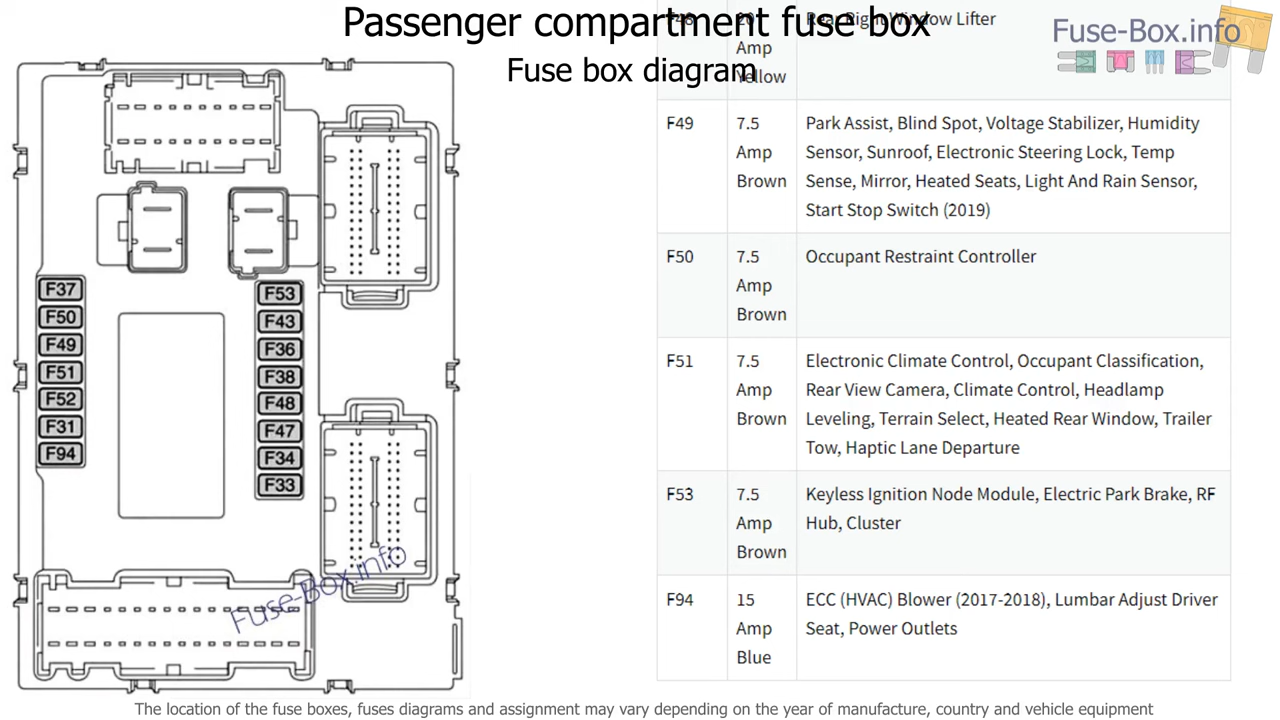 Passenger compartment fuse box
Fuse box diagram
Fuse-Box.info
F37
F50
F49
F51
F52
F31
F94
F53
F43
F36
F38
F48
F47
F34
F33
Fuse-Box.info
F48 20 Rear Right Window Lifter
Amp
Yellow
F49 7.5 Park Assist, Blind Spot, Voltage Stabilizer, Humidity
Amp Sensor, Sunroof, Electronic Steering Lock, Temp
Brown Sense, Mirror, Heated Seats, Light And Rain Sensor,
Start Stop Switch (2019)
F50 7.5 Occupant Restraint Controller
Amp
Brown
F51 7.5 Electronic Climate Control, Occupant Classification,
Amp Rear View Camera, Climate Control, Headlamp
Brown Leveling, Terrain Select, Heated Rear Window, Trailer
Tow, Haptic Lane Departure
F53 7.5 Keyless Ignition Node Module, Electric Park Brake, RF
Amp Hub, Cluster
Brown
F94 15 ECC (HVAC) Blower (2017-2018), Lumbar Adjust Driver
Amp Seat, Power Outlets
Blue
The location of the fuse boxes, fuses diagrams and assignment may vary depending on the year of manufacture, country and vehicle equipment